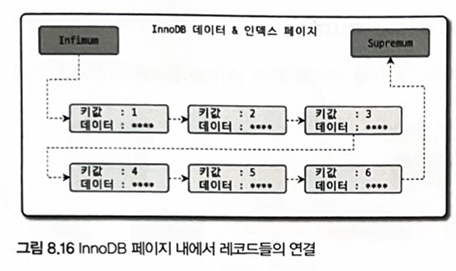 InnoDB 데이터 & 인덱스 페이지
Infimum
Supremum
키값 : 1
데이터 : ****
키값 : 2
데이터 : ****
키값 : 3
데이터 : ****
키값 : 4
데이터 : ****
키값 : 5
데이터 : ****
키값 : 6
데이터 : ****
그림 8.16 InnoDB 페이지 내에서 레코드들의 연결